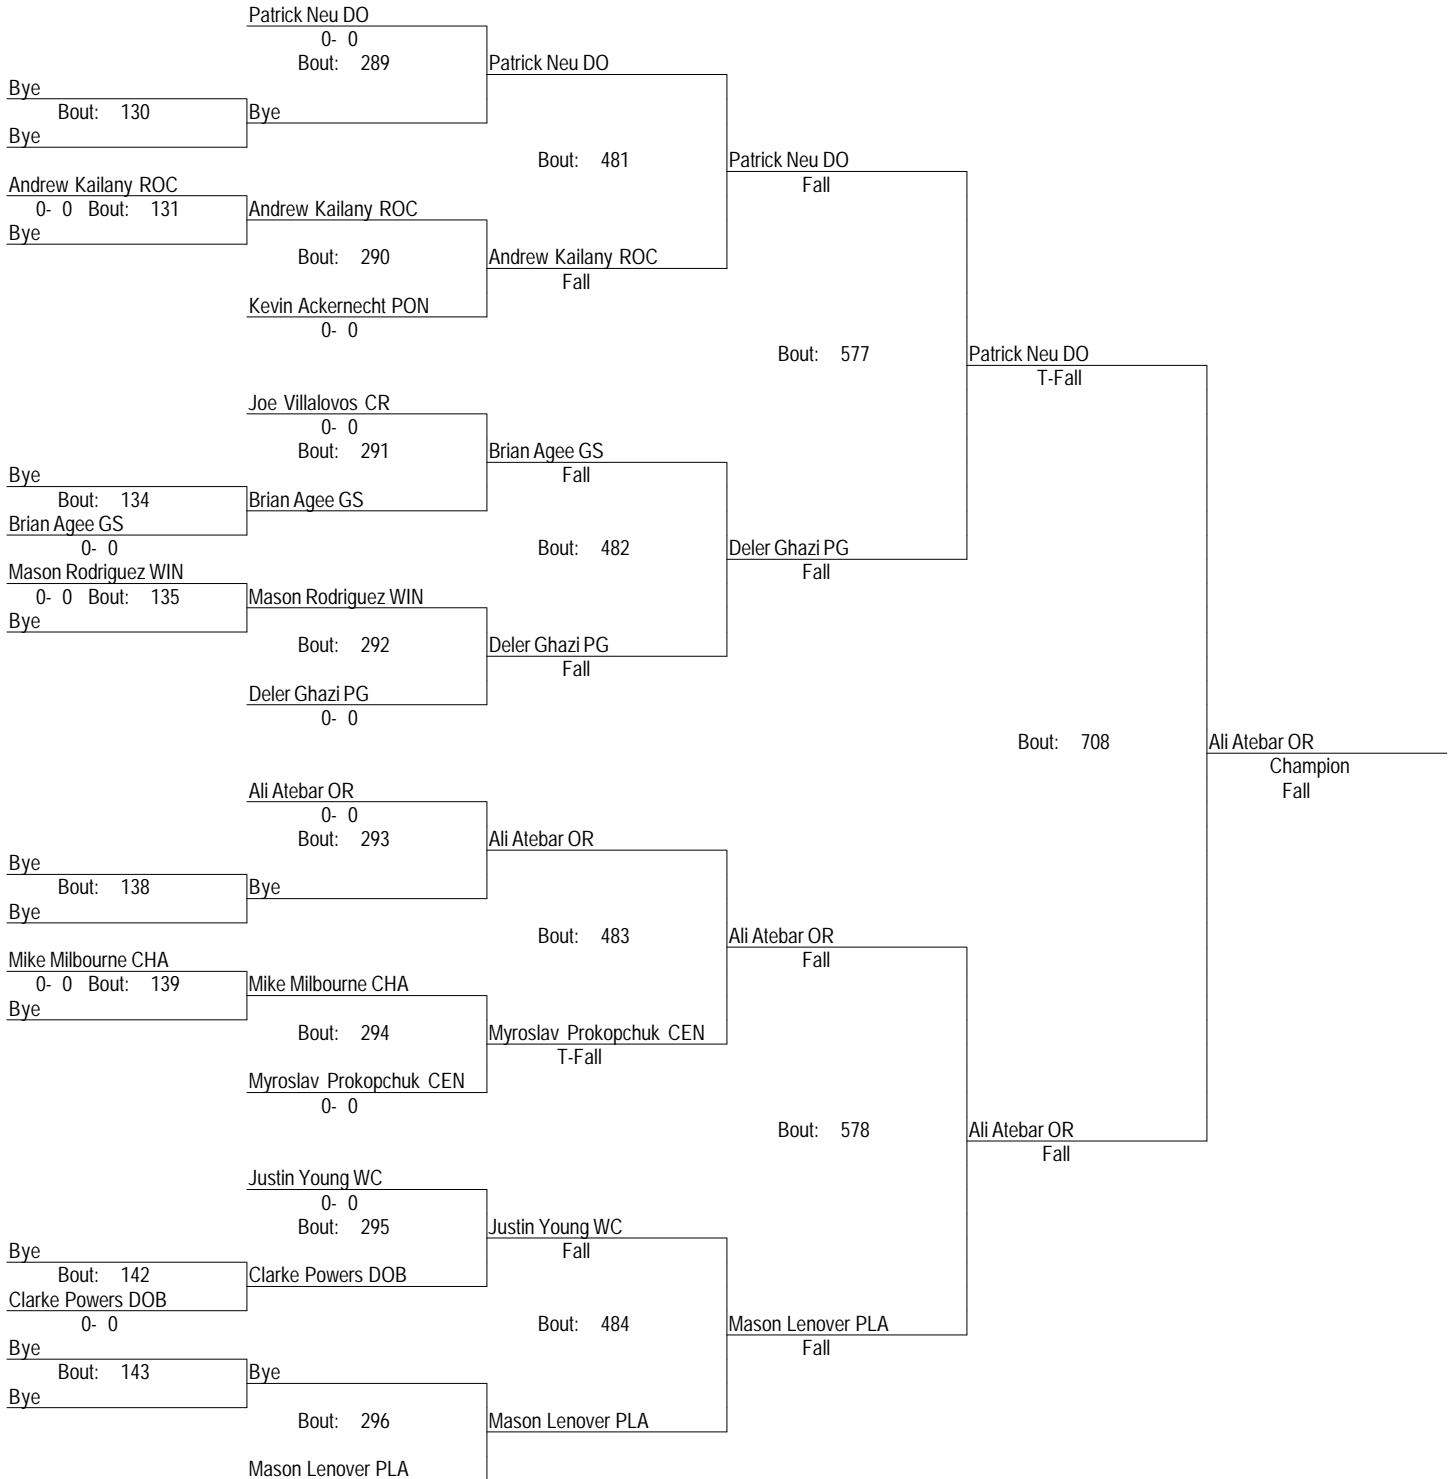 Patrick Neu DO
0- 0
Bout: 289
Patrick Neu DO
Bye
Bout: 130
Bye
Bye
Bout: 481
Patrick Neu DO
Fall
Andrew Kailany ROC
0- 0 Bout: 131
Andrew Kailany ROC
Bye
Bout: 290
Andrew Kailany ROC
Fall
Kevin Ackernecht PON
0- 0
Bout: 577
Patrick Neu DO
T-Fall
Joe Villalovos CR
0- 0
Bout: 291
Brian Agee GS
Fall
Bye
Bout: 134
Brian Agee GS
Brian Agee GS
0- 0
Bout: 482
Deler Ghazi PG
Fall
Mason Rodriguez WIN
0- 0 Bout: 135
Mason Rodriguez WIN
Bye
Bout: 292
Deler Ghazi PG
Fall
Deler Ghazi PG
0- 0
Bout: 708
Ali Atebar OR
Champion
Fall
Ali Atebar OR
0- 0
Bout: 293
Ali Atebar OR
Bye
Bout: 138
Bye
Bye
Bout: 483
Ali Atebar OR
Fall
Mike Milbourne CHA
0- 0 Bout: 139
Mike Milbourne CHA
Bye
Bout: 294
Myroslav Prokopchuk CEN
T-Fall
Myroslav Prokopchuk CEN
0- 0
Bout: 578
Ali Atebar OR
Fall
Justin Young WC
0- 0
Bout: 295
Justin Young WC
Fall
Bye
Bout: 142
Clarke Powers DOB
Clarke Powers DOB
0- 0
Bout: 484
Mason Lenover PLA
Fall
Bye
Bout: 143
Bye
Bye
Bout: 296
Mason Lenover PLA
Mason Lenover PLA